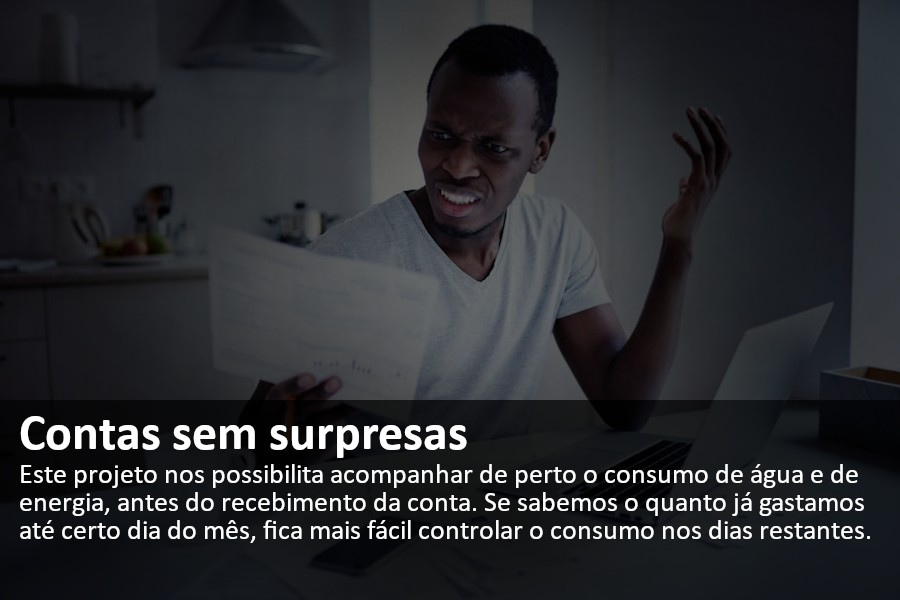 Contas sem surpresas
Este projeto nos possibilita acompanhar de perto o consumo de água e de
energia, antes do recebimento da conta. Se sabemos o quanto já gastamos
até certo dia do mês, fica mais fácil controlar o consumo nos dias restantes.